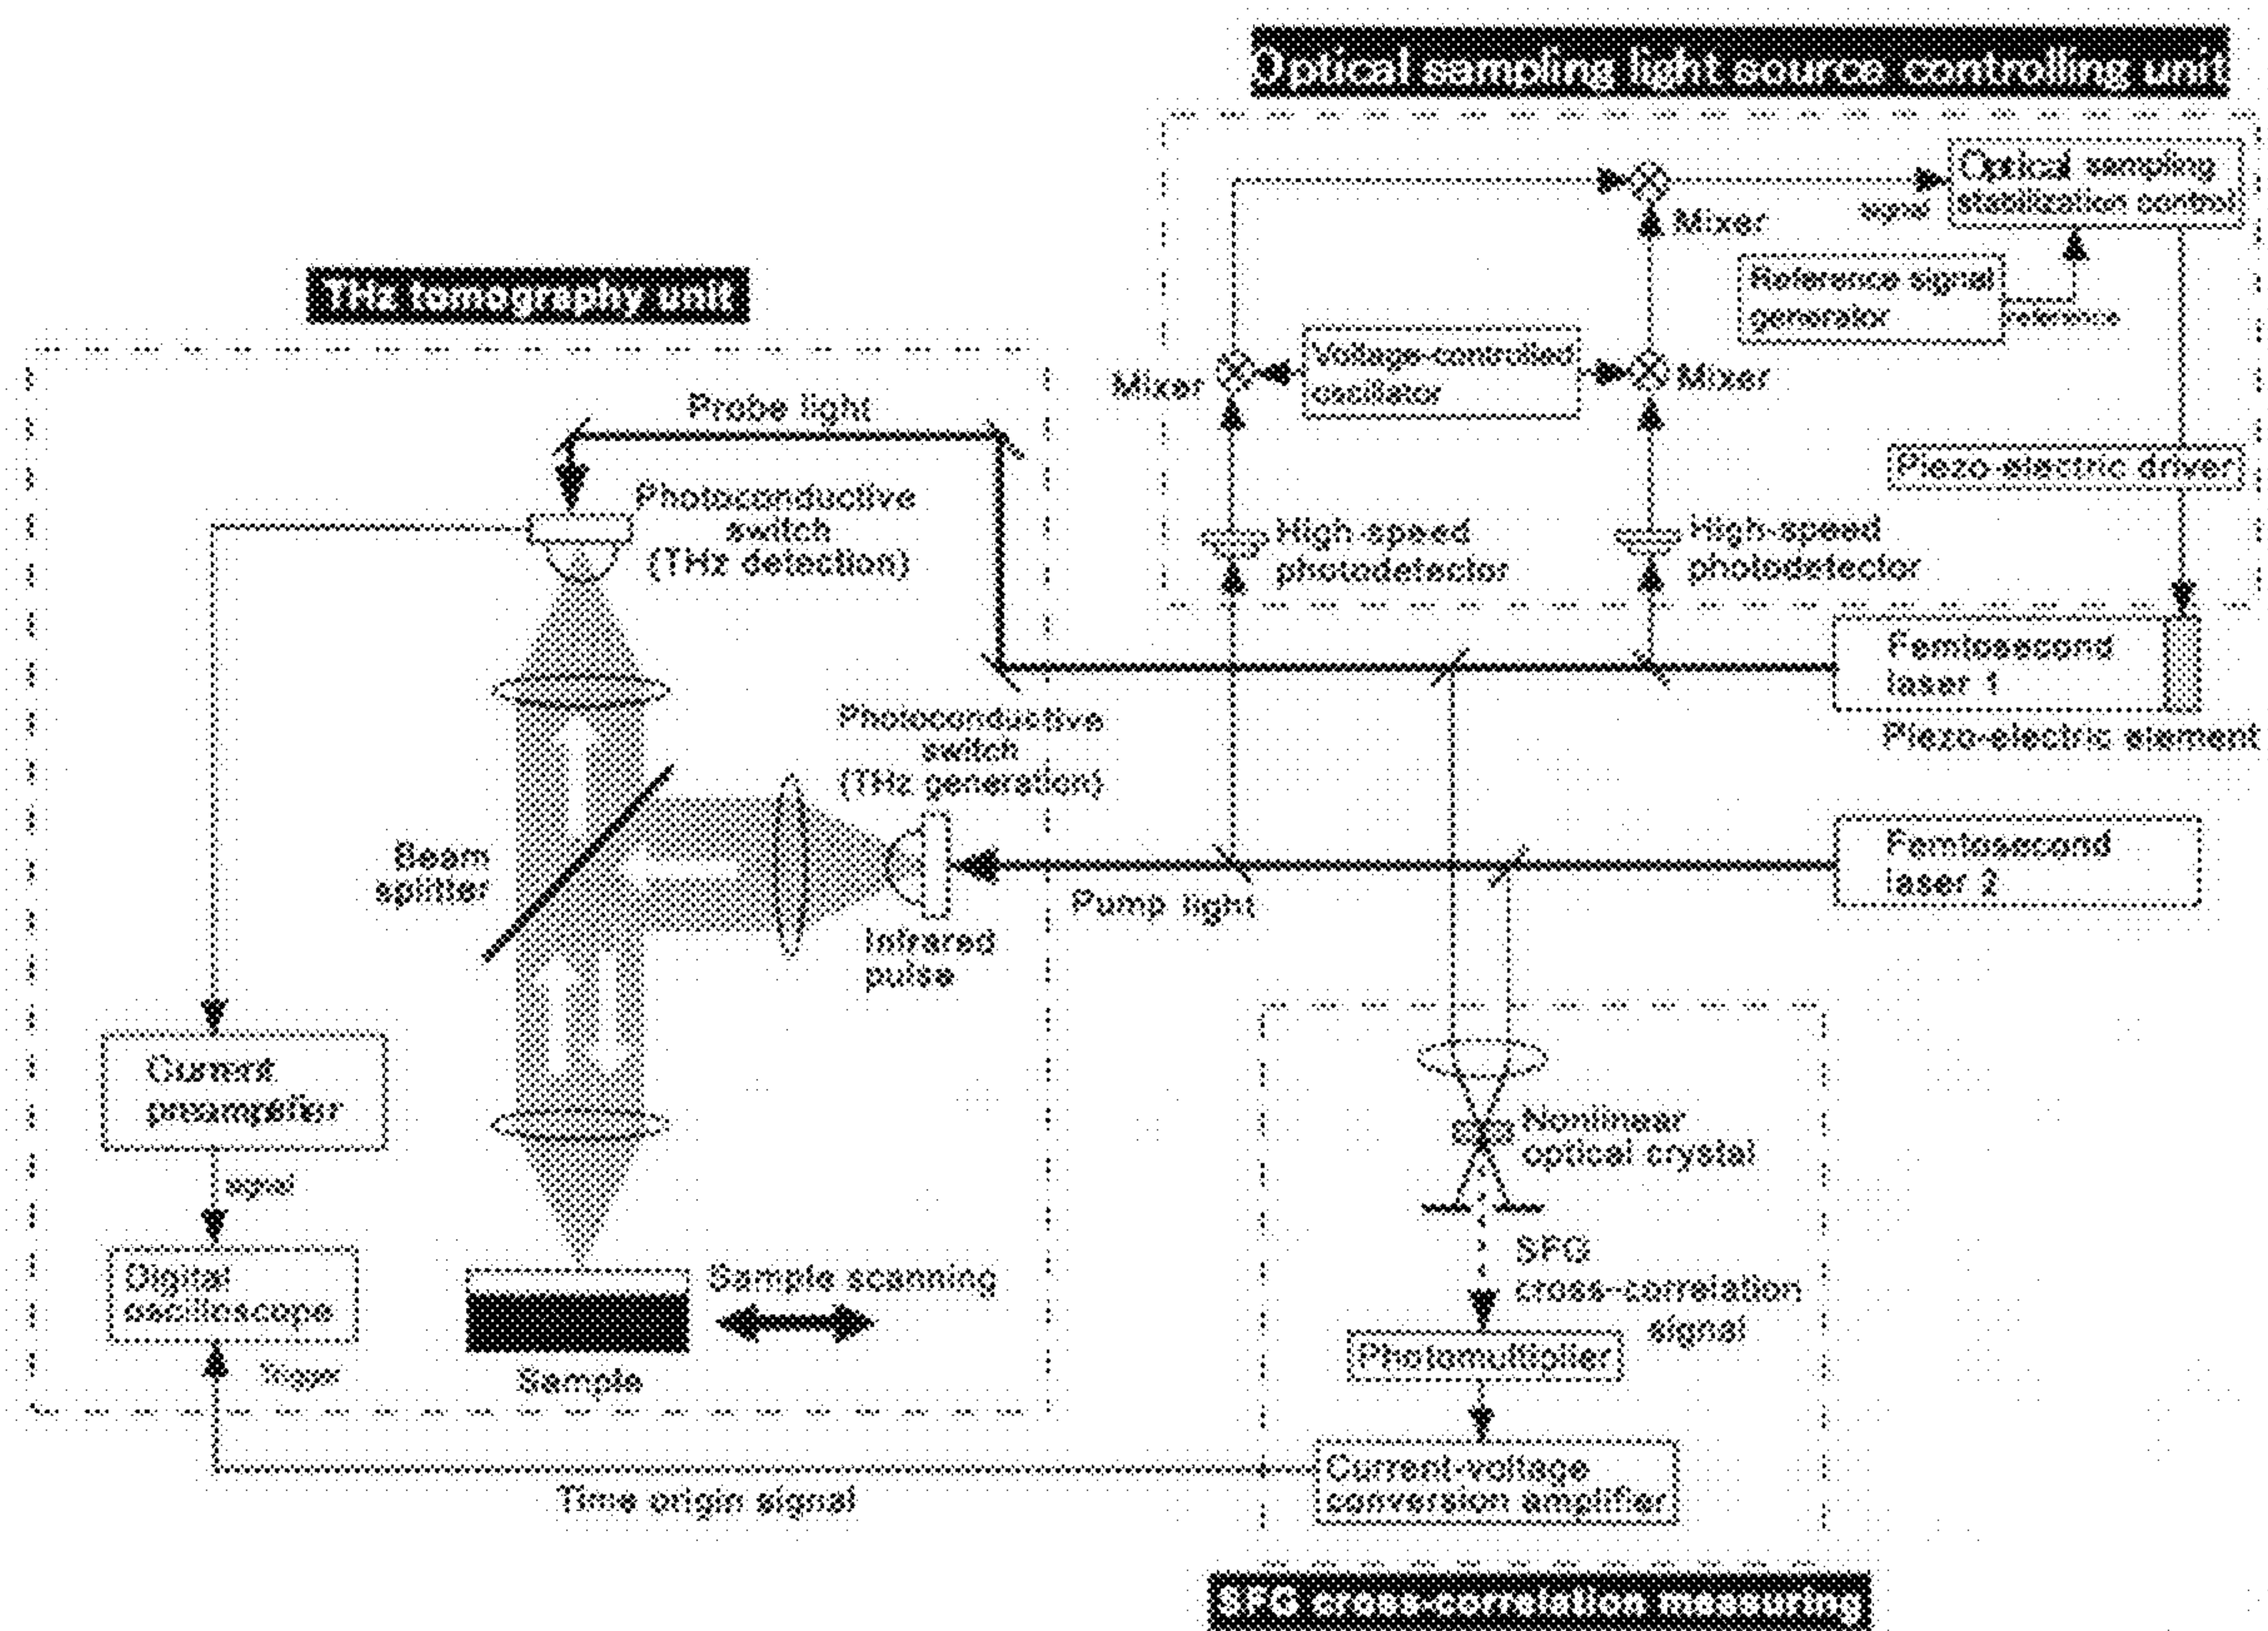 Optical sampling light source controlling unit
Optical sampling
stabilization control
Mixer
signal
Reference signal
generator
reference
THz tomography unit
Mixer
Voltage-controlled
oscillator
Mixer
Probe light
Piezo-electric driver
Photoconductive
switch
(THz detection)
High-speed
photodetector
High-speed
photodetector
Femtosecond
laser 1
Piezo-electric element
Photoconductive
switch
(THz generation)
Femtosecond
laser 2
Beam
splitter
Pump light
Infrared
pulse
Current
preamplifier
signal
Nonlinear
optical crystal
Digital
oscilloscope
Sample scanning
SFG
cross-correlation
signal
Photomultiplier
trigger
Sample
Current-voltage
conversion amplifier
Time origin signal
SFG cross-correlation measuring